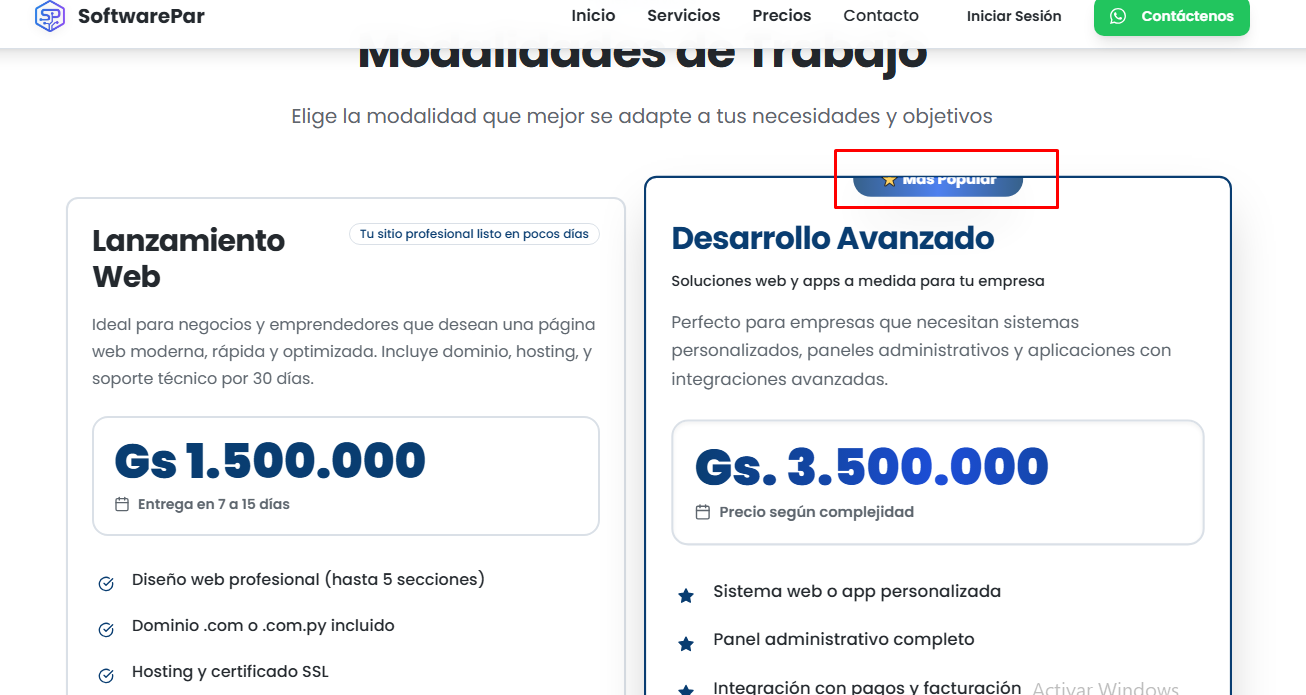 SoftwarePar
Inicio
Servicios
Precios
Contacto
Iniciar Sesión
Contáctenos
Modalidades de Trabajo
Elige la modalidad que mejor se adapte a tus necesidades y objetivos
Más Popular
Lanzamiento
Web
Tu sitio profesional listo en pocos días
Ideal para negocios y emprendedores que desean una página
web moderna, rápida y optimizada. Incluye dominio, hosting, y
soporte técnico por 30 días.
Gs 1.500.000
Entrega en 7 a 15 días
Diseño web profesional (hasta 5 secciones)
Dominio .com o .com.py incluido
Hosting y certificado SSL
Desarrollo Avanzado
Soluciones web y apps a medida para tu empresa
Perfecto para empresas que necesitan sistemas
personalizados, paneles administrativos y aplicaciones con
integraciones avanzadas.
Gs. 3.500.000
Precio según complejidad
Sistema web o app personalizada
Panel administrativo completo
Integración con pagos y facturación
Activar Windows